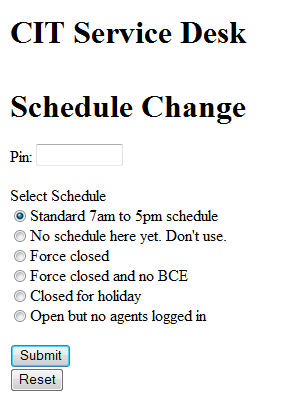 CIT Service Desk
Schedule Change
Pin:
Select Schedule
Standard 7am to 5pm schedule
No schedule here yet. Don't use.
Force closed
Force closed and no BCE
Closed for holiday
Open but no agents logged in
Submit
Reset